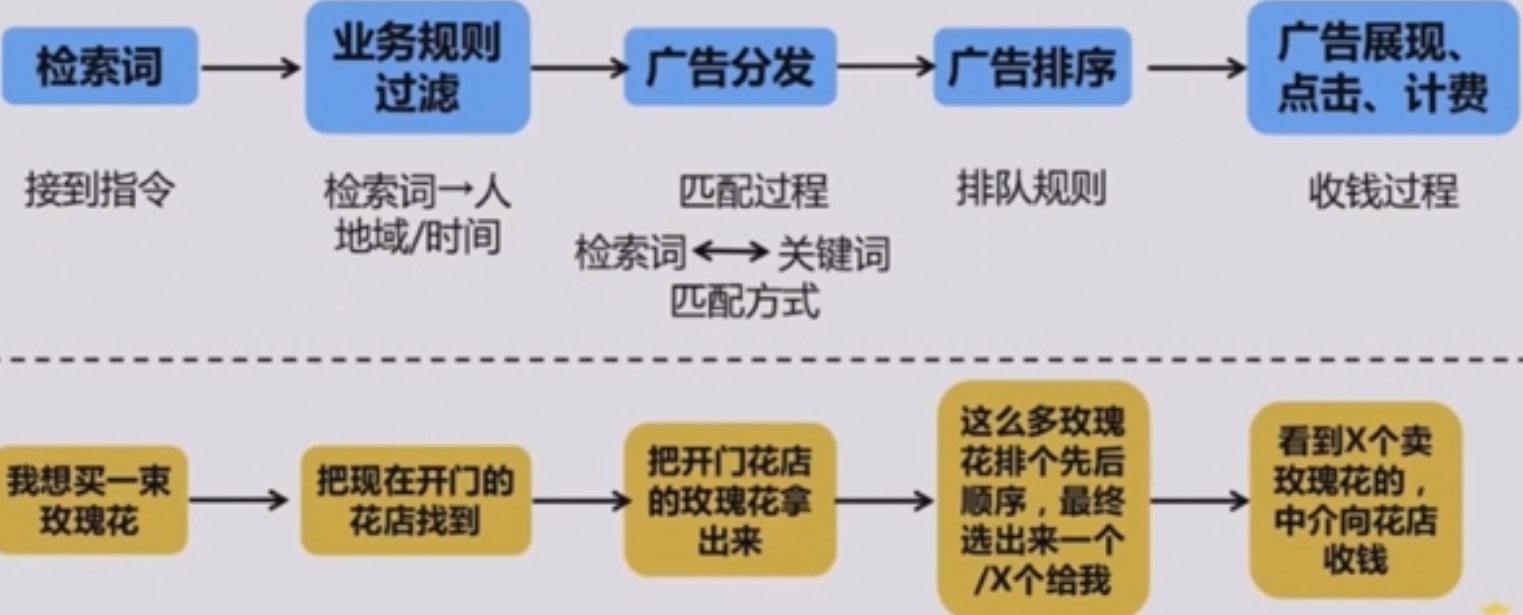 检索词
业务规则
过滤
广告分发
广告排序
广告展现、
点击、计费
接到指令
检索词→人
地域/时间
匹配过程
检索词↔关键词
匹配方式
排队规则
收钱过程
我想买一束
玫瑰花
把现在开门的
花店找到
把开门花店
的玫瑰花拿
出来
这么多玫瑰
花排个先后
顺序，最终
选出来一个
/X个给我
看到X个卖
玫瑰花的，
中介向花店
收钱